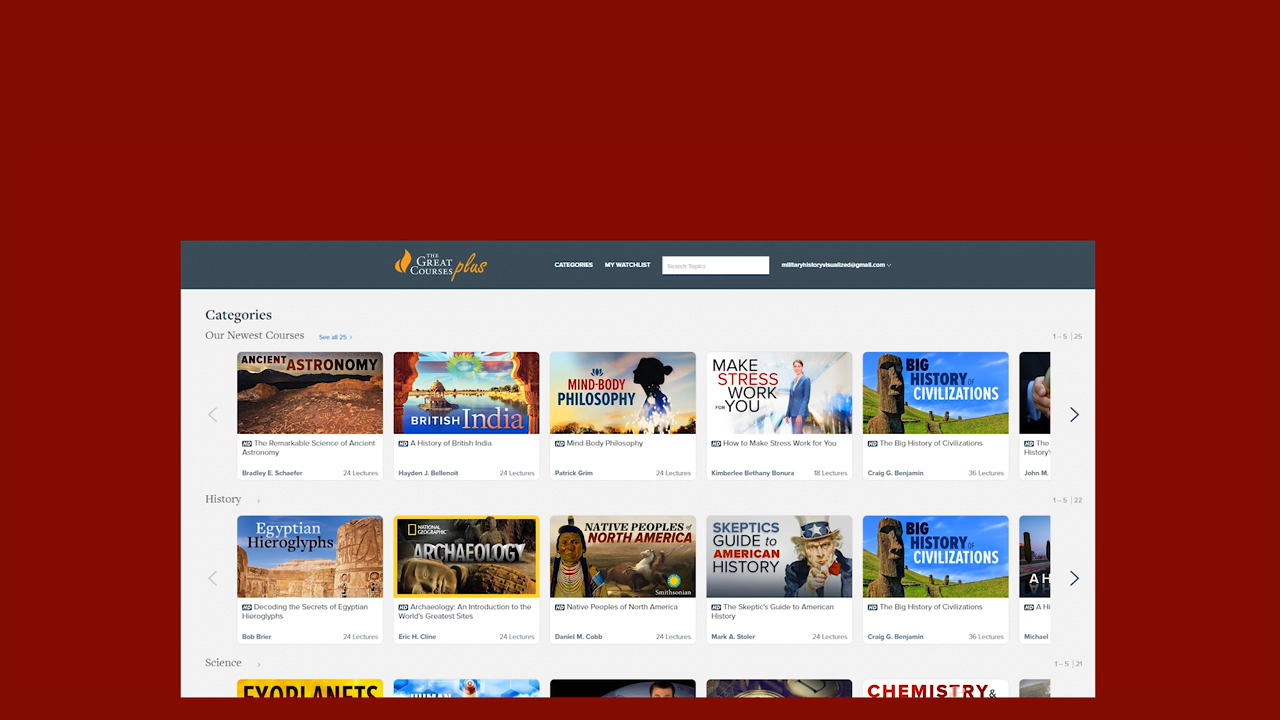 THE
GREAT
COURSES plus
CATEGORIES
MY WATCHLIST
Search Topics
militaryhistoryvisualized@gmail.com
Categories
Our Newest Courses
See all 25 ›
1 – 5 | 25
ANCIENT ASTRONOMY
BRITISH India
MIND-BODY
PHILOSOPHY
MAKE
STRESS
WORK
FOR YOU
BIG
HISTORY OF
CIVILIZATIONS
HD The Remarkable Science of Ancient
Astronomy
Bradley E. Schaefer 24 Lectures
HD A History of British India
Hayden J. Bellenoit 24 Lectures
HD Mind-Body Philosophy
Patrick Grim 24 Lectures
HD How to Make Stress Work for You
Kimberlee Bethany Bonura 18 Lectures
HD The Big History of Civilizations
Craig G. Benjamin 36 Lectures
HD The
History'
John M.
History ›
1 – 5 | 22
Egyptian
Hieroglyphs
NATIONAL
GEOGRAPHIC
ARCHAEOLOGY
NATIVE PEOPLES of
NORTH AMERICA
Smithsonian
SKEPTICS
GUIDE to
AMERICAN
HISTORY
BIG
HISTORY OF
CIVILIZATIONS
A H
HD Decoding the Secrets of Egyptian
Hieroglyphs
Bob Brier 24 Lectures
HD Archaeology: An Introduction to the
World's Greatest Sites
Eric H. Cline 24 Lectures
HD Native Peoples of North America
Daniel M. Cobb 24 Lectures
HD The Skeptic's Guide to American
History
Mark A. Stoler 24 Lectures
HD The Big History of Civilizations
Craig G. Benjamin 36 Lectures
HD A Hi
Michael
Science ›
1 – 5 | 21
EXOPLANETS
HUMAN
CHEMISTRY &